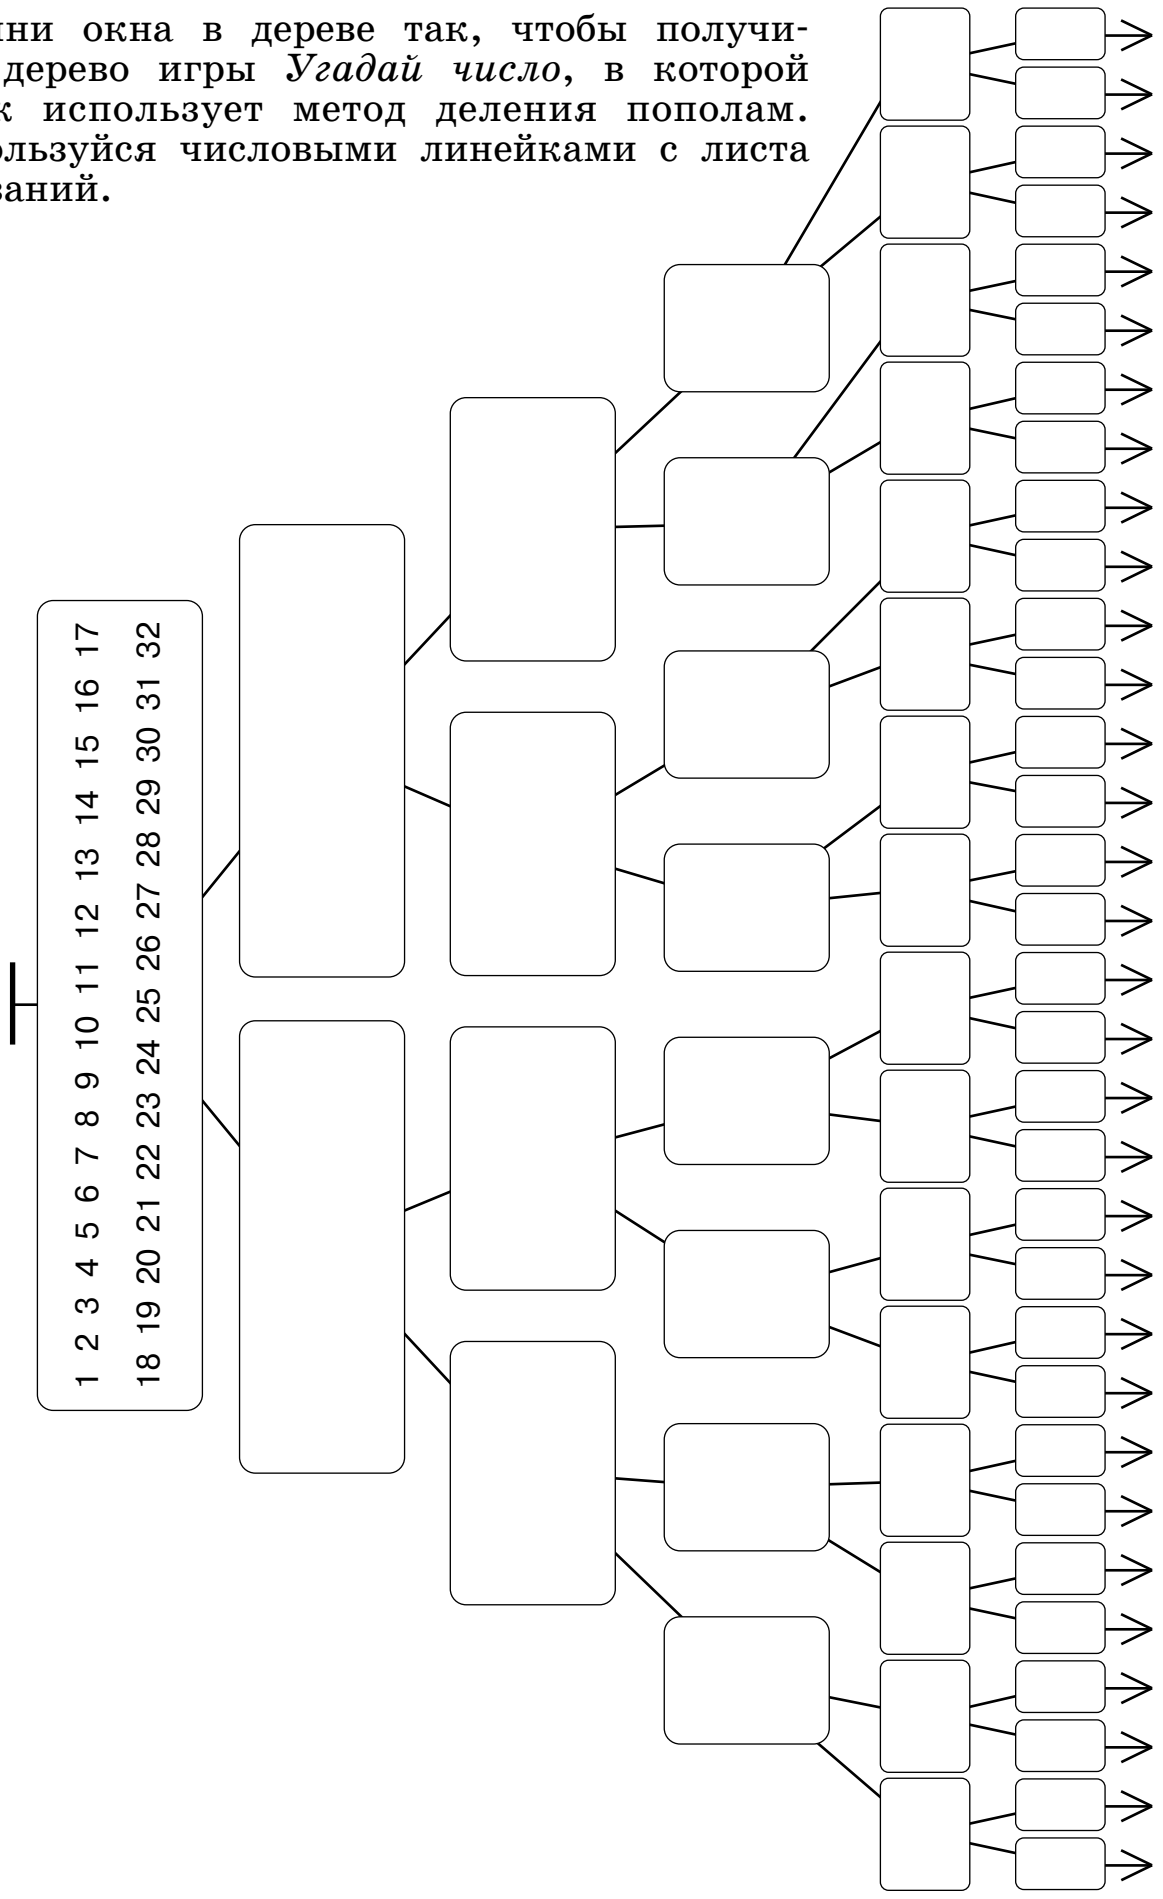 ни окна в дереве так, чтобы получи-
дерево игры Угадай число, в которой
использует метод деления пополам.
числовыми линейками с листа
1 2 3 4 5 6 7 8 9 10 11 12 13 14 15 16 17
18 19 20 21 22 23 24 25 26 27 28 29 30 31 32